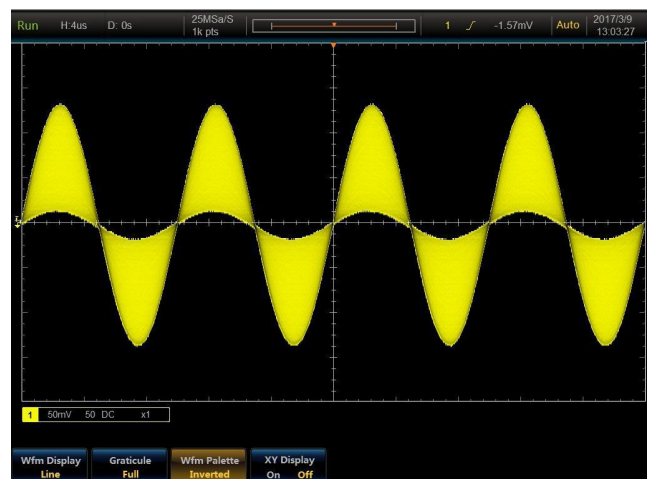 Run H:4us D: 0s 25MSa/S 1k pts 1 -1.57mV Auto 2017/3/9 13:03:27
1 50mV 50 DC x1
Wfm Display Graticule Wfm Palette XY Display
Line Full Inverted On Off